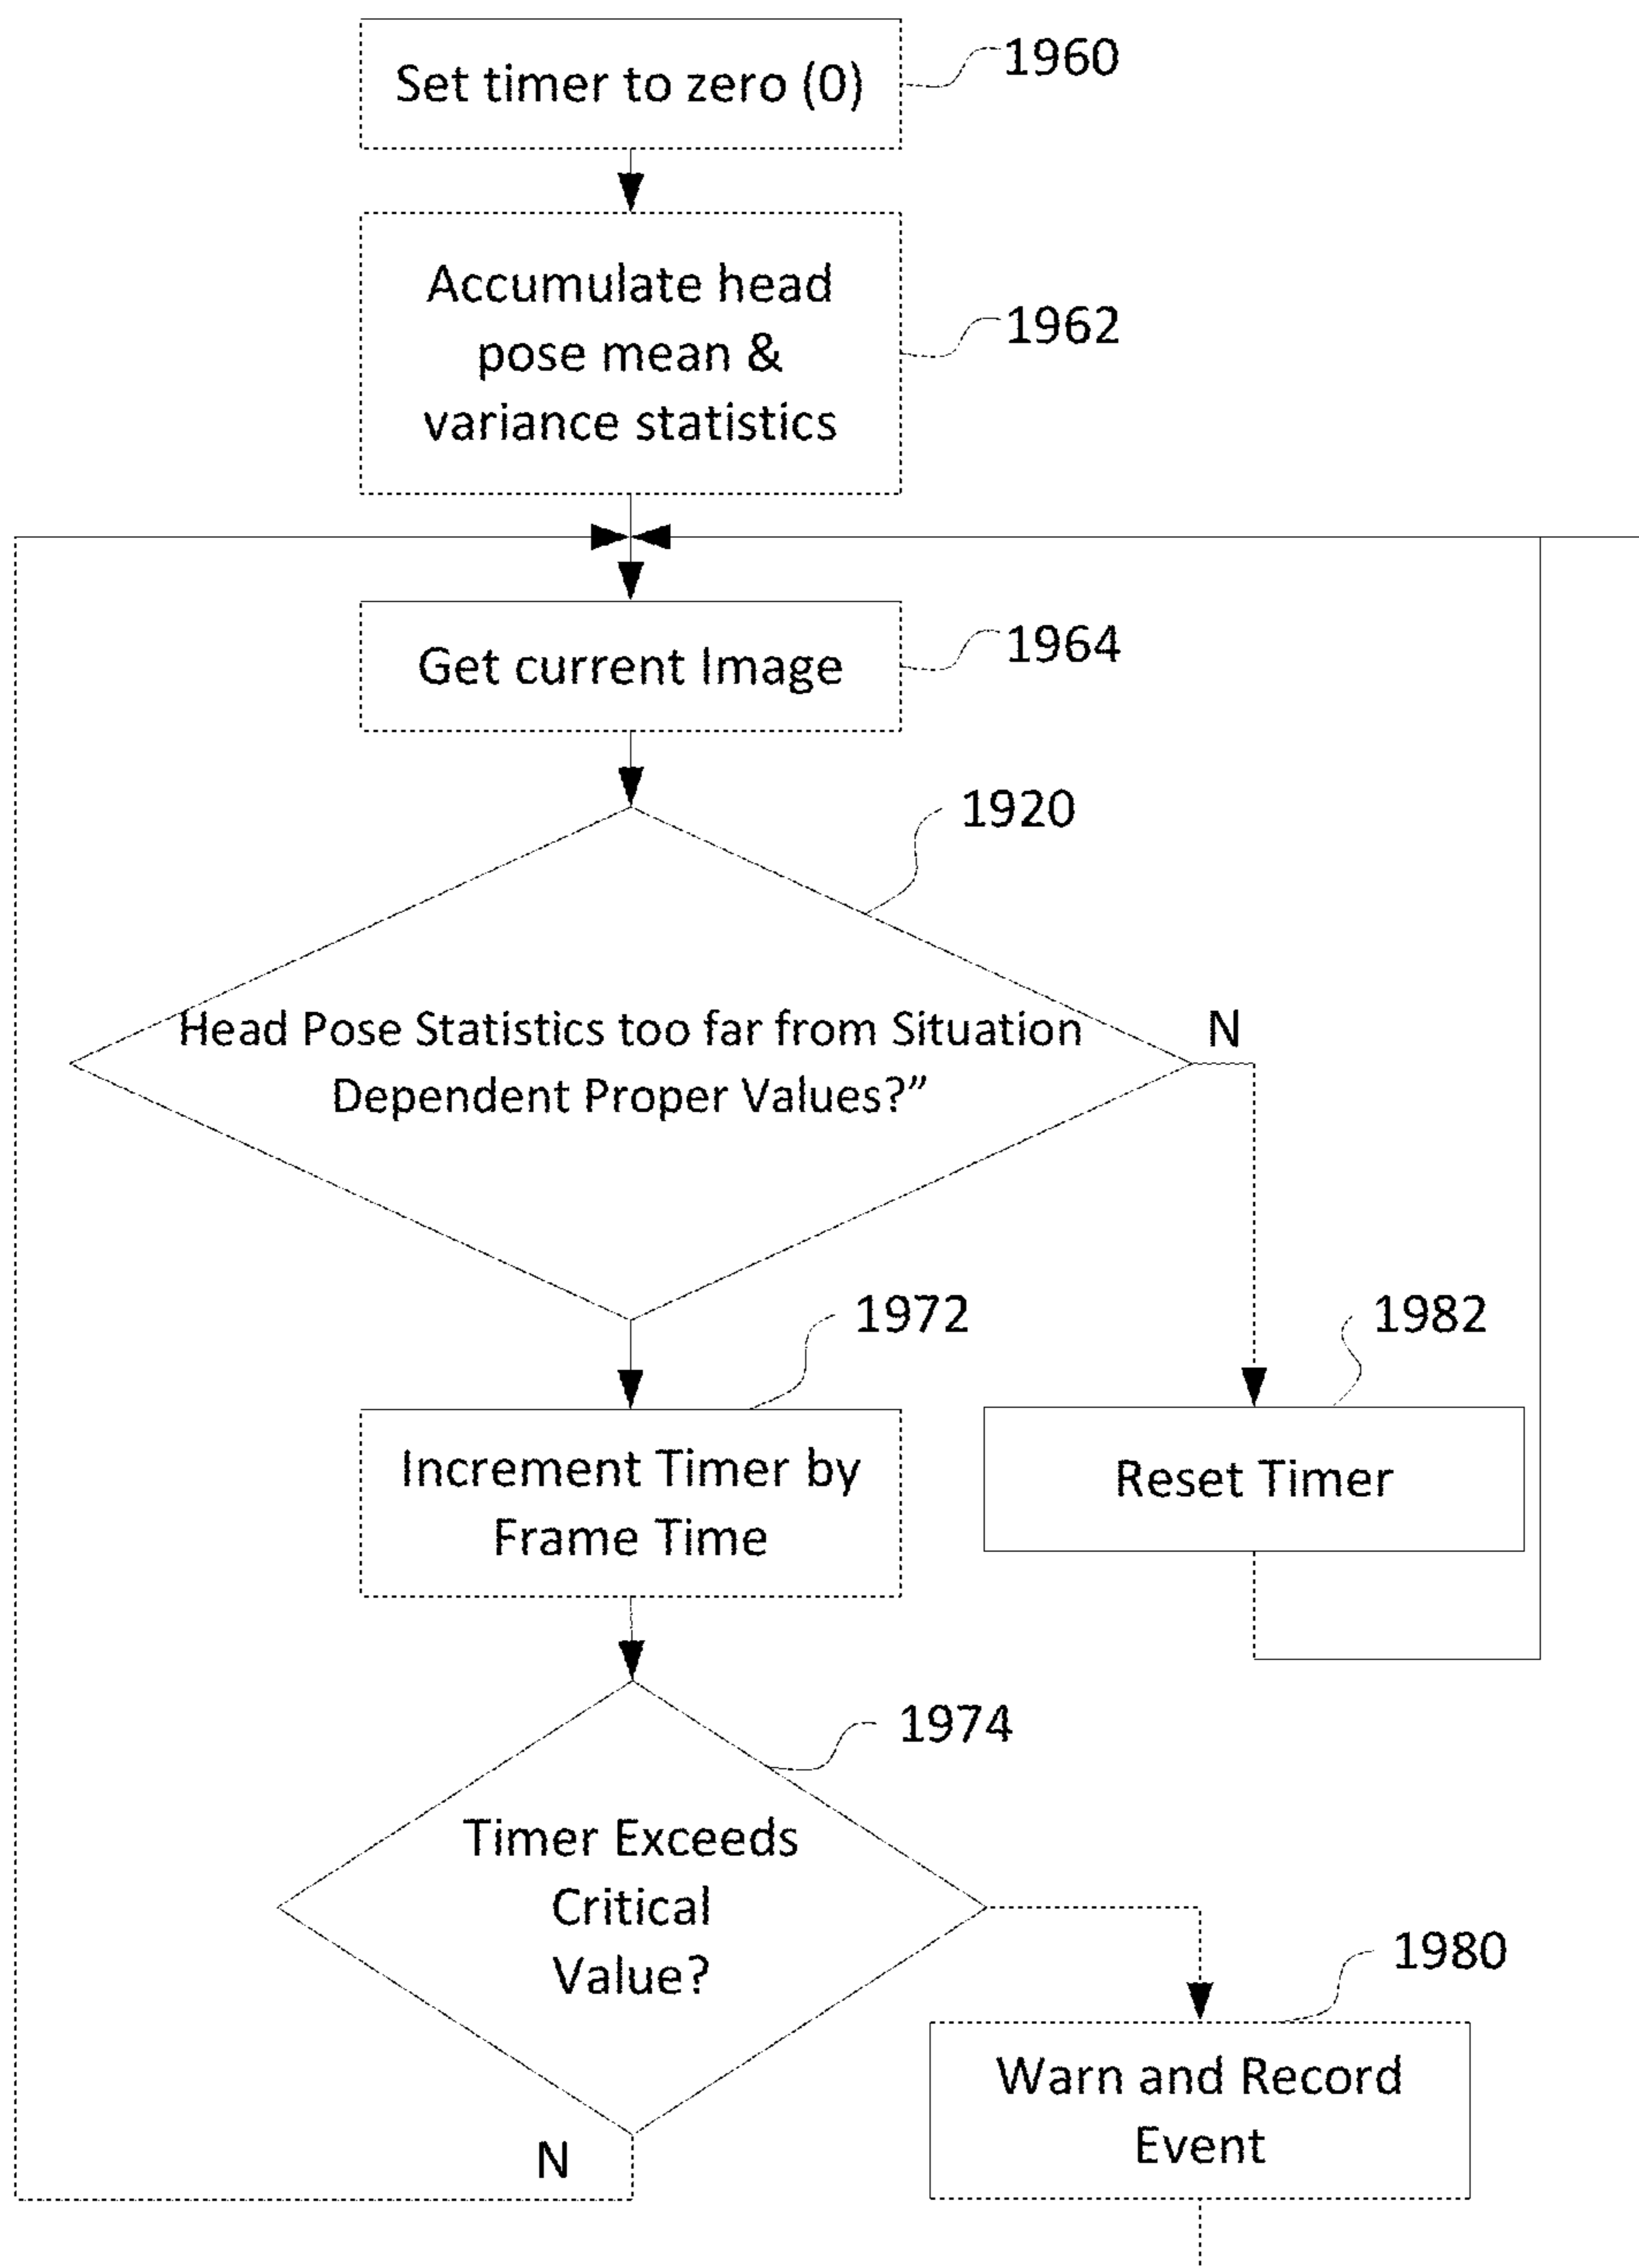 Set timer to zero (0)
1960
Accumulate head
pose mean &
variance statistics
1962
Get current Image
1964
1920
Head Pose Statistics too far from Situation
Dependent Proper Values?”
N
1972
1982
Increment Timer by
Frame Time
Reset Timer
1974
Timer Exceeds
Critical
Value?
1980
Warn and Record
Event
N